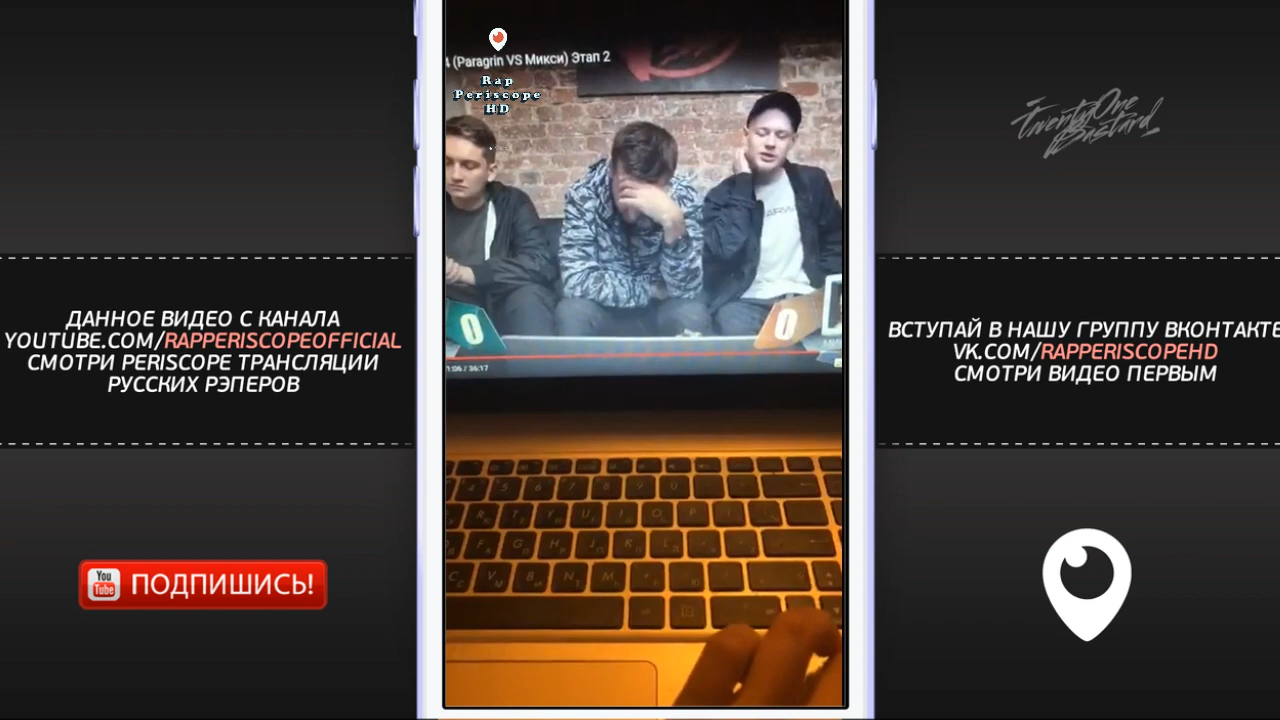 (Paragrin VS Микси) Этап 2
Rap
Periscope
HD
TwentyOne
Bastard
ДАННОЕ ВИДЕО С КАНАЛА
YOUTUBE.COM/RAPPERISCOPEOFFICIAL
СМОТРИ PERISCOPE ТРАНСЛЯЦИИ
РУССКИХ РЭПЕРОВ
ВСТУПАЙ В НАШУ ГРУППУ ВКОНТАКТЕ
VK.COM/RAPPERISCOPEHD
СМОТРИ ВИДЕО ПЕРВЫМ
0
0
1:06 / 36:17
You
Tube
ПОДПИШИСЬ!